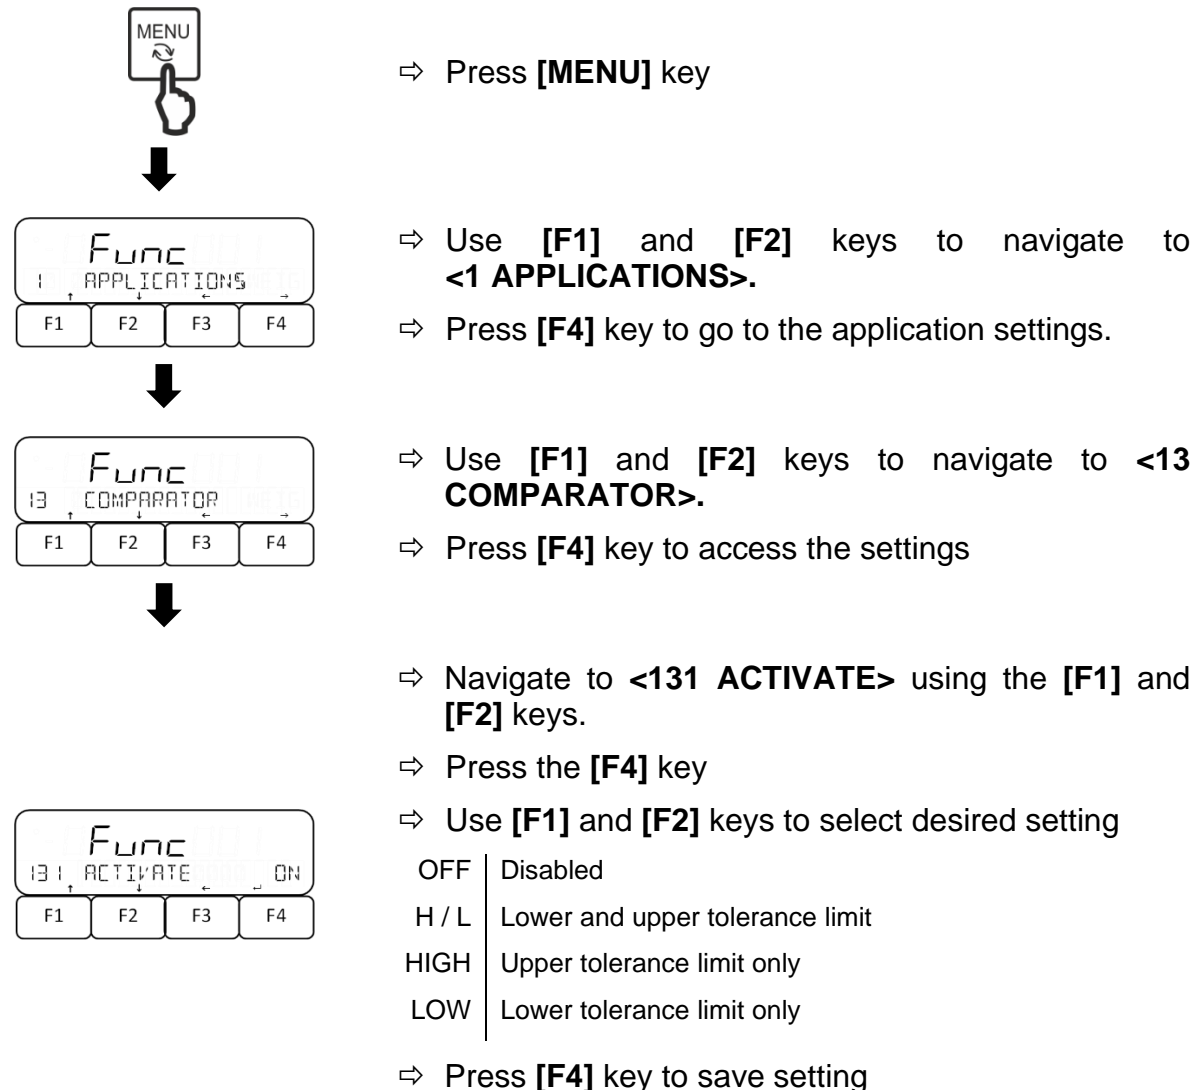 MENU
⇨ Press [MENU] key
Func
1 APPLICATIONS
↑ ↓ ← →
F1 F2 F3 F4
⇨ Use [F1] and [F2] keys to navigate to
<1 APPLICATIONS>.
⇨ Press [F4] key to go to the application settings.
Func
13 COMPARATOR
↑ ↓ ← →
F1 F2 F3 F4
⇨ Use [F1] and [F2] keys to navigate to <13
COMPARATOR>.
⇨ Press [F4] key to access the settings
⇨ Navigate to <131 ACTIVATE> using the [F1] and
[F2] keys.
⇨ Press the [F4] key
Func
131 ACTIVATE ON
↑ ↓ ← ↵
F1 F2 F3 F4
⇨ Use [F1] and [F2] keys to select desired setting
OFF Disabled
H / L Lower and upper tolerance limit
HIGH Upper tolerance limit only
LOW Lower tolerance limit only
⇨ Press [F4] key to save setting